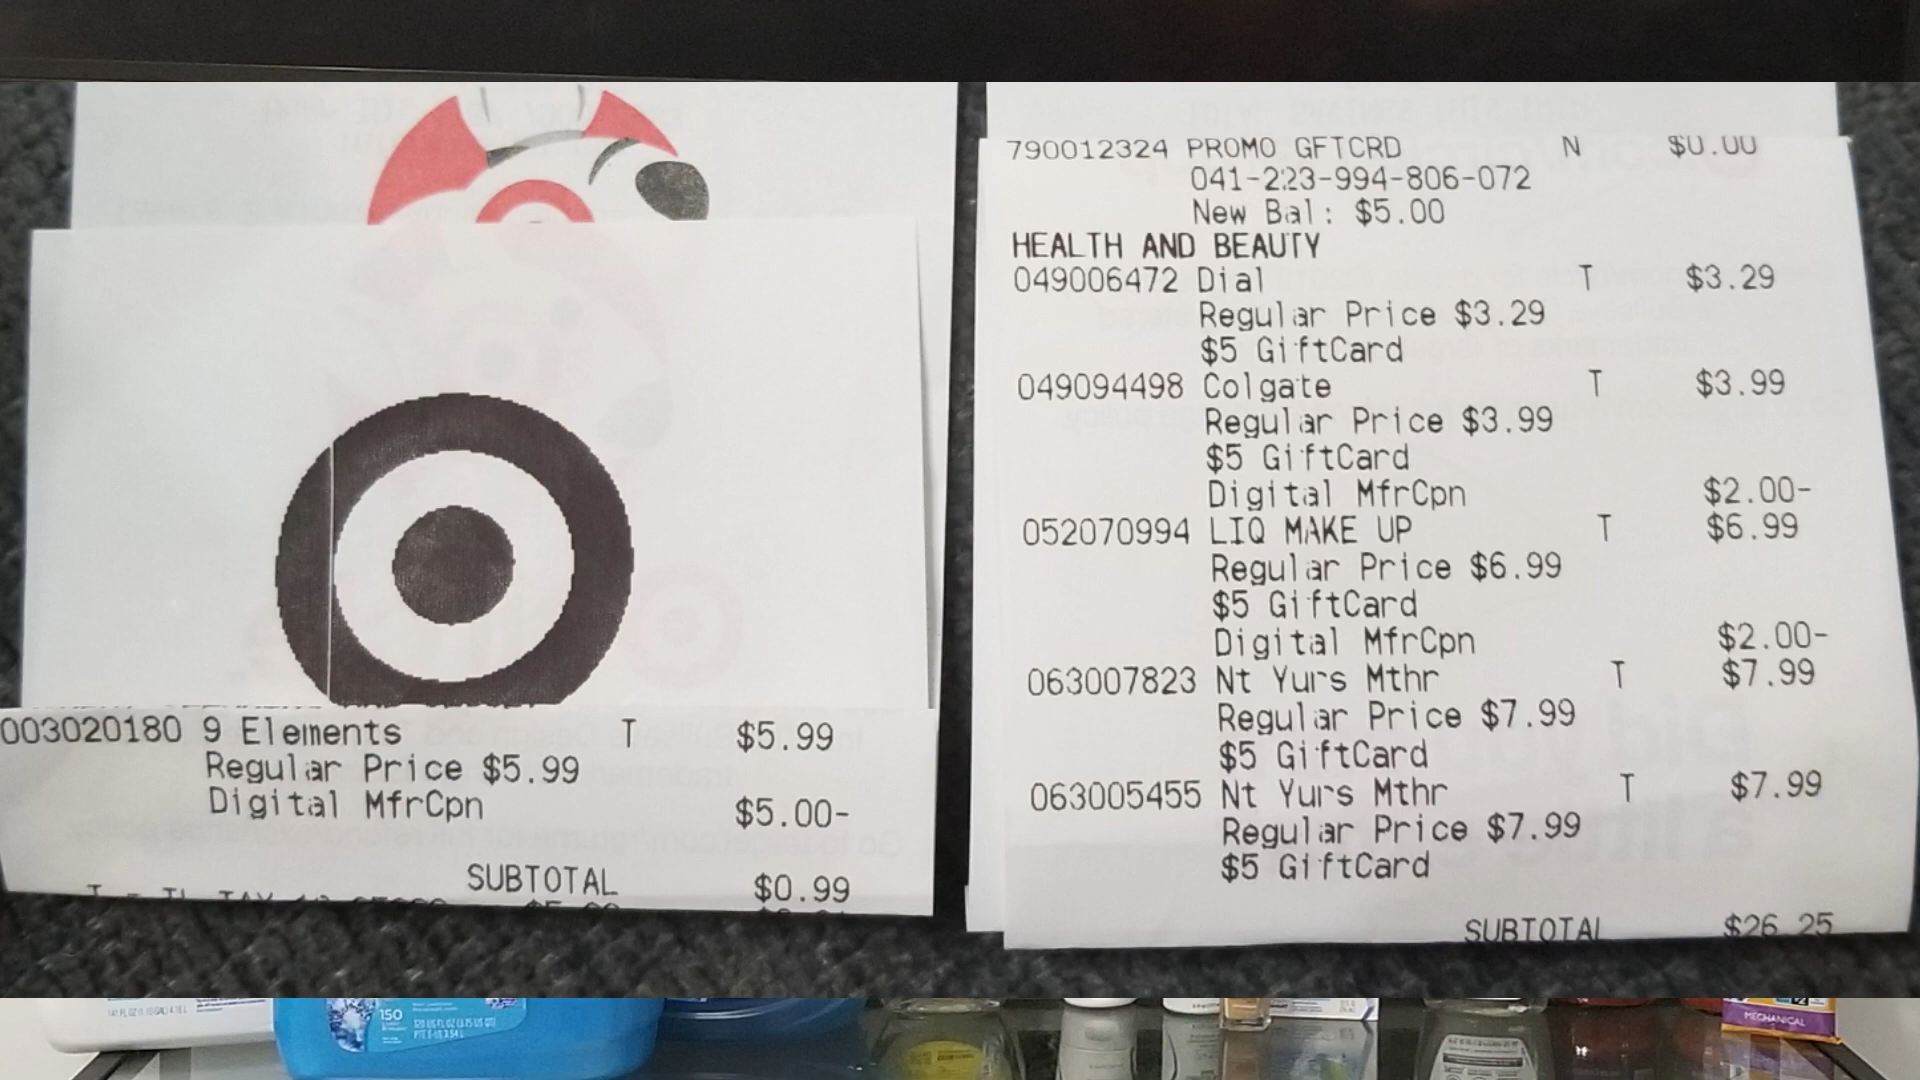 003020180 9 Elements T $5.99
Regular Price $5.99
Digital MfrCpn $5.00-
SUBTOTAL $0.99
790012324 PROMO GFTCRD N $0.00
041-223-994-806-072
New Bal: $5.00
HEALTH AND BEAUTY
049006472 Dial T $3.29
Regular Price $3.29
$5 GiftCard
049094498 Colgate T $3.99
Regular Price $3.99
$5 GiftCard
Digital MfrCpn $2.00-
052070994 LIQ MAKE UP T $6.99
Regular Price $6.99
$5 GiftCard
Digital MfrCpn $2.00-
063007823 Nt Yurs Mthr T $7.99
Regular Price $7.99
$5 GiftCard
063005455 Nt Yurs Mthr T $7.99
Regular Price $7.99
$5 GiftCard
SUBTOTAL $26.25
150
MECHANICAL